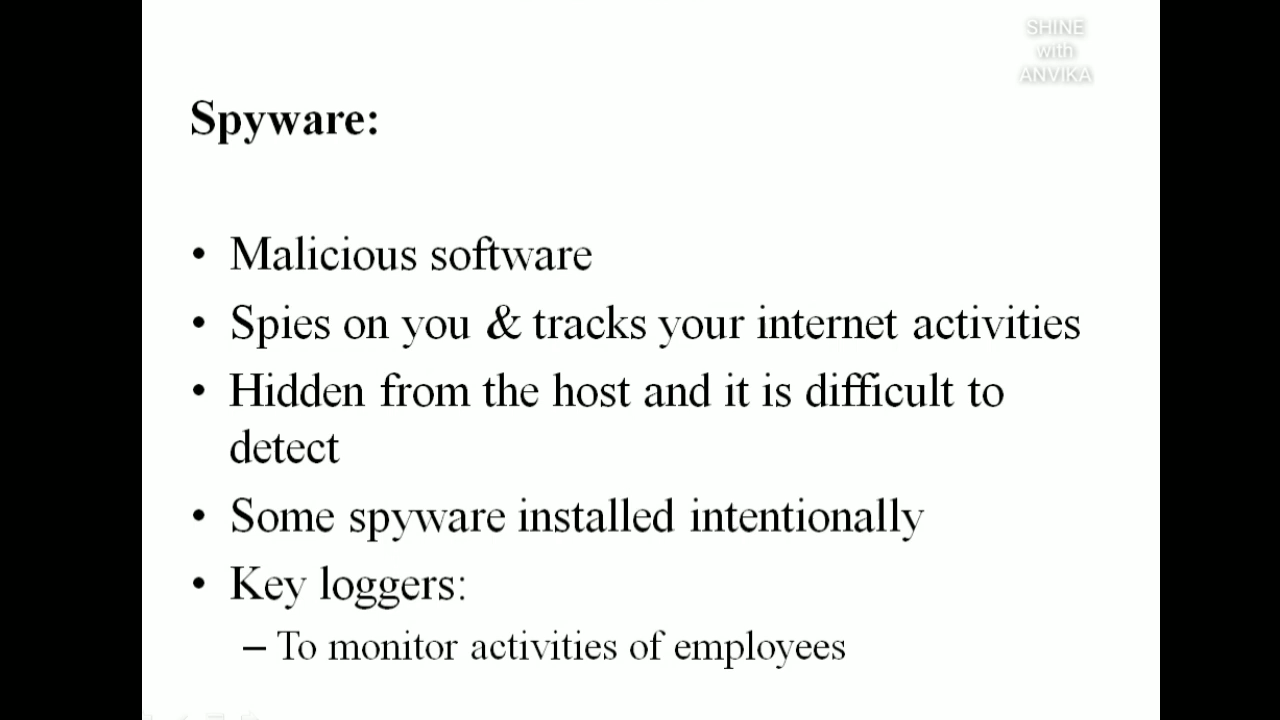 SHINE
with
ANVIKA
Spyware:
• Malicious software
• Spies on you & tracks your internet activities
• Hidden from the host and it is difficult to
detect
• Some spyware installed intentionally
• Key loggers:
– To monitor activities of employees